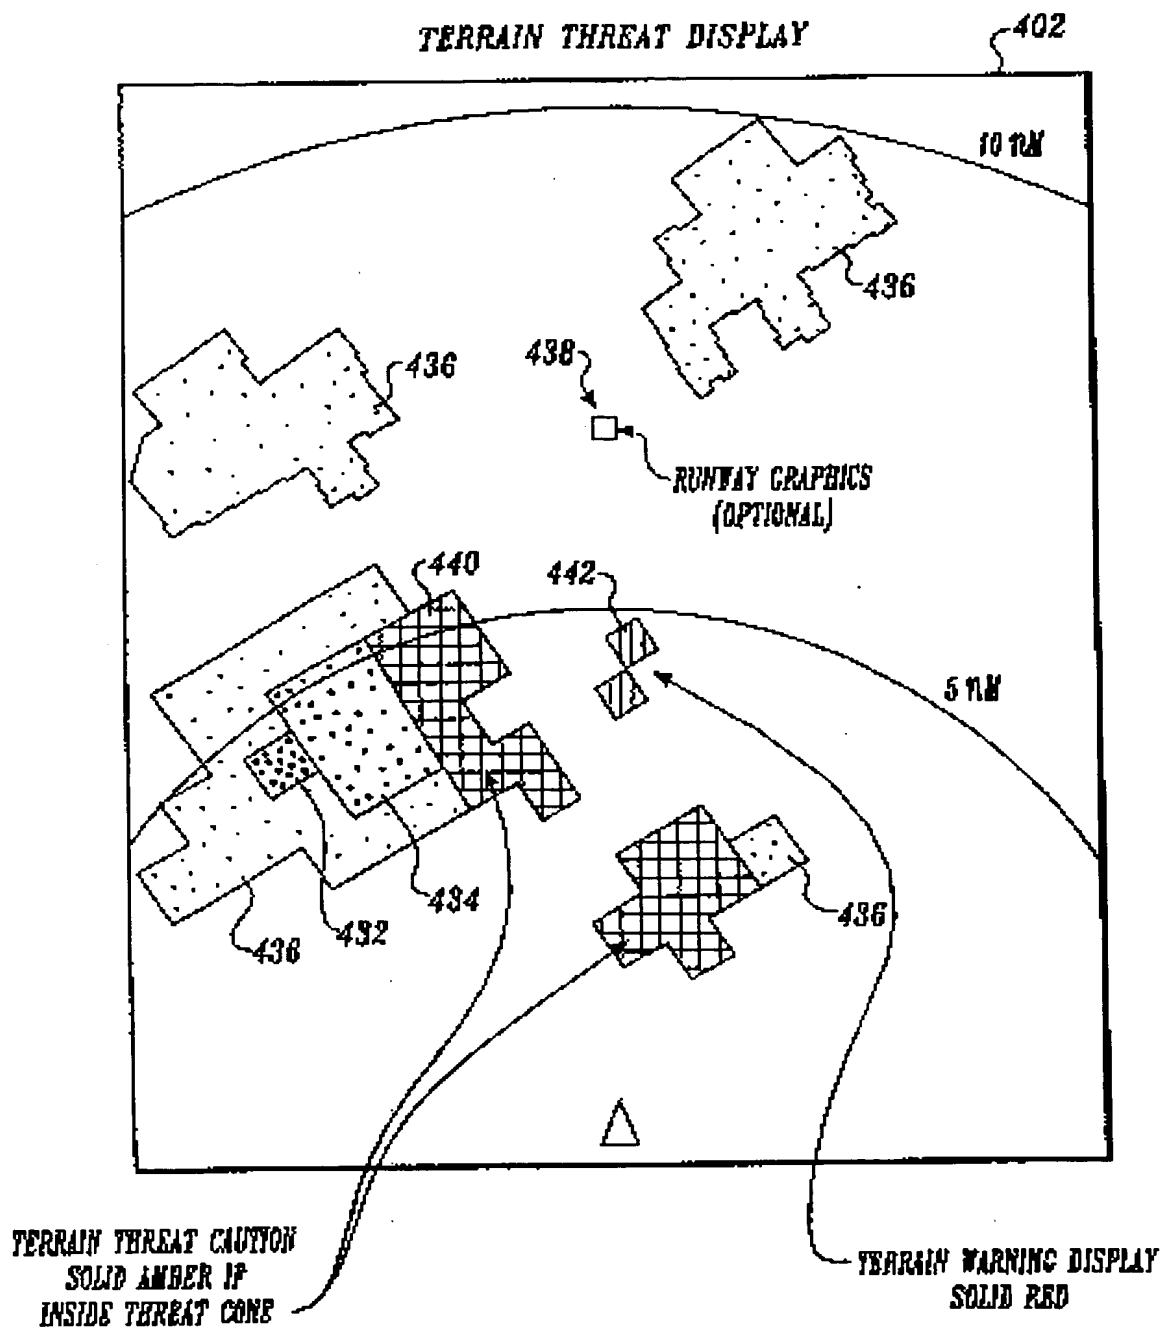 TERRAIN THREAT DISPLAY
402
10 NM
436
436
438
RUNWAY GRAPHICS
(OPTIONAL)
440
442
5 NM
434
432
436
436
TERRAIN THREAT CAUTION
SOLID AMBER IF
INSIDE THREAT CONE
TERRAIN WARNING DISPLAY
SOLID RED